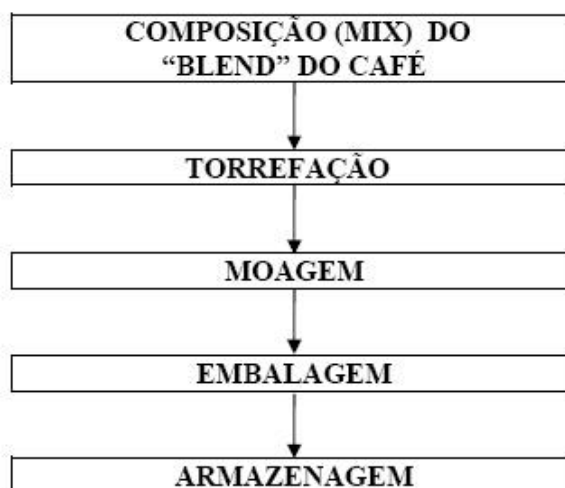 COMPOSIÇÃO (MIX) DO
“BLEND” DO CAFÉ
TORREFAÇÃO
MOAGEM
EMBALAGEM
ARMAZENAGEM